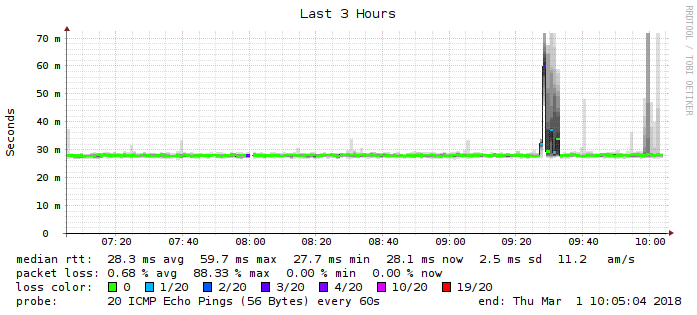 Last 3 Hours
RRDTOOL / TOBI OETIKER
Seconds
70 m
60 m
50 m
40 m
30 m
20 m
10 m
0
07:20 07:40 08:00 08:20 08:40 09:00 09:20 09:40 10:00
median rtt: 28.3 ms avg 59.7 ms max 27.7 ms min 28.1 ms now 2.5 ms sd 11.2 am/s
packet loss: 0.68 % avg 88.33 % max 0.00 % min 0.00 % now
loss color: 0 1/20 2/20 3/20 4/20 10/20 19/20
probe: 20 ICMP Echo Pings (56 Bytes) every 60s end: Thu Mar 1 10:05:04 2018